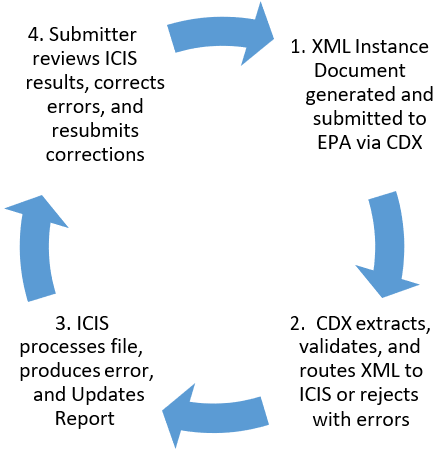 1. XML Instance
Document
generated and
submitted to
EPA via CDX
2. CDX extracts,
validates, and
routes XML to
ICIS or rejects
with errors
3. ICIS
processes file,
produces error,
and Updates
Report
4. Submitter
reviews ICIS
results, corrects
errors, and
resubmits
corrections